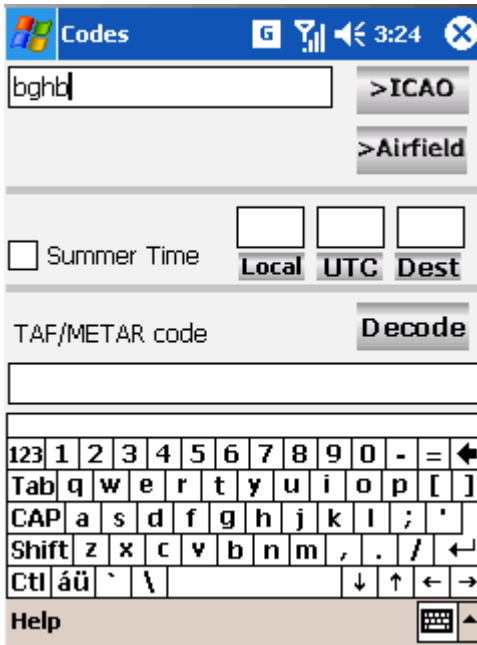 Codes G 3:24
bghb >ICAO
>Airfield
Summer Time Local UTC Dest
TAF/METAR code Decode
123 1 2 3 4 5 6 7 8 9 0 - =
Tab q w e r t y u i o p [ ]
CAP a s d f g h j k l ; '
Shift z x c v b n m , . /
Ctl áü ` \
Help